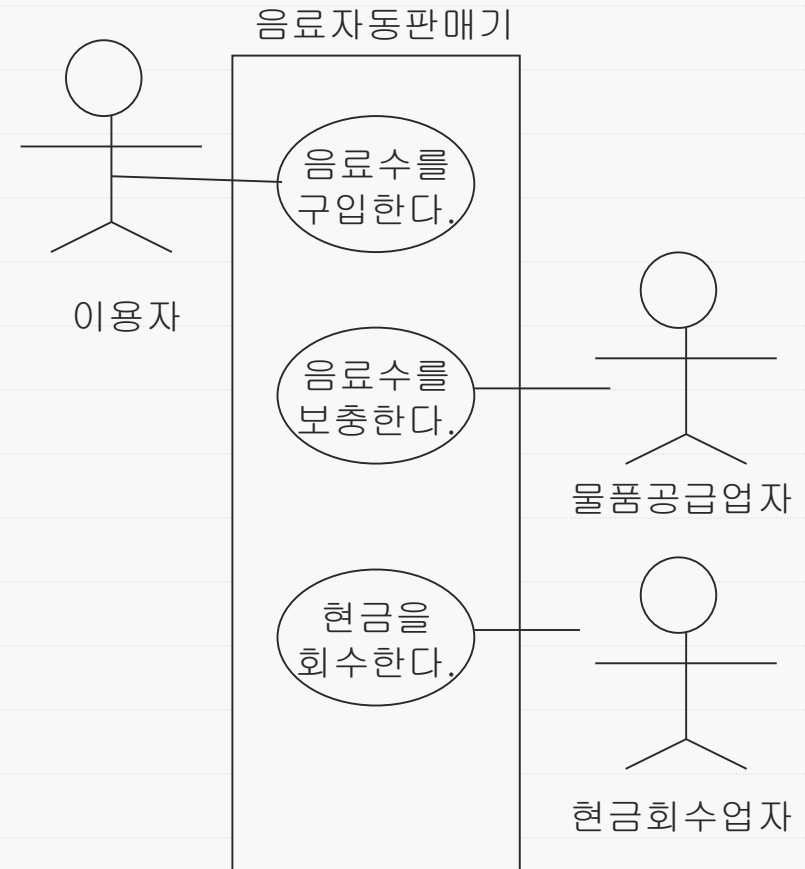 음료자동판매기
음료수를
구입한다.
이용자
음료수를
보충한다.
물품공급업자
현금을
회수한다.
현금회수업자